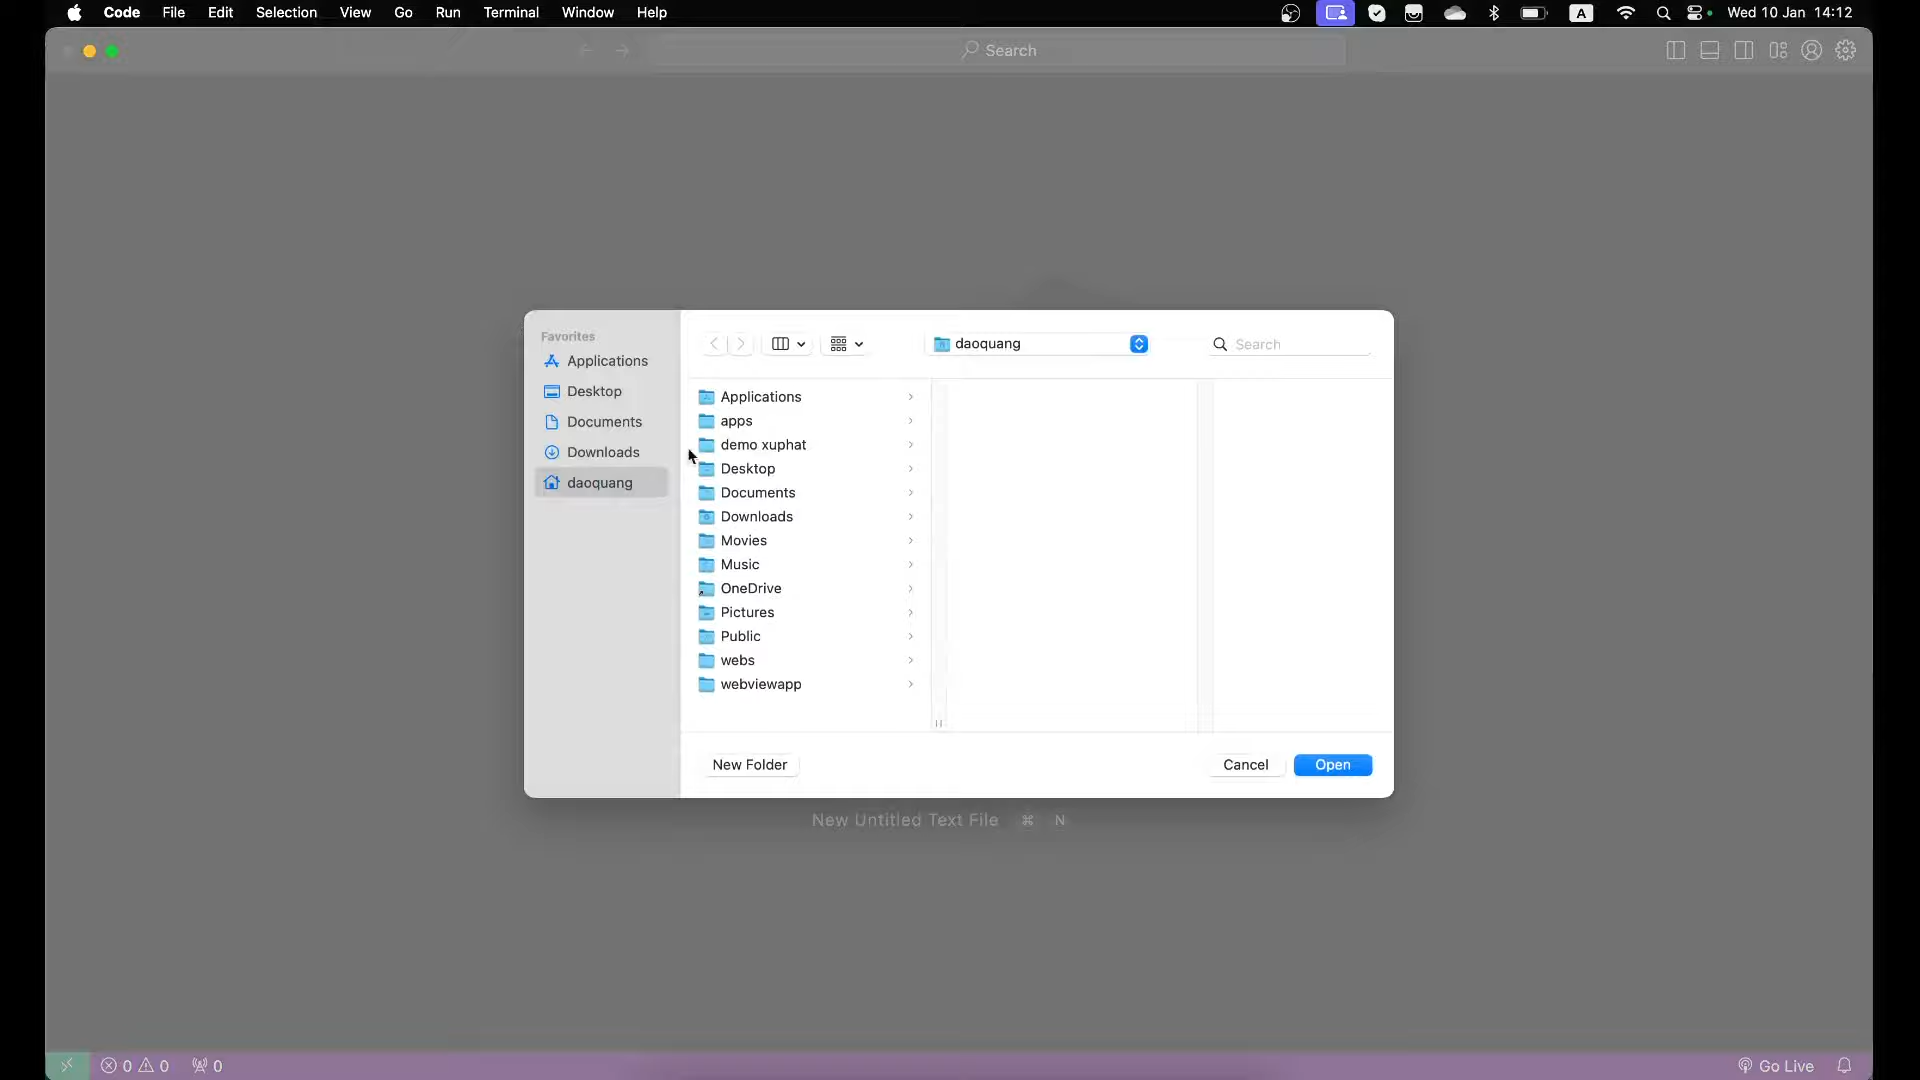 Code File Edit Selection View Go Run Terminal Window Help A Wed 10 Jan 14:12
Search
Favorites
Applications
Desktop
Documents
Downloads
daoquang
daoquang
Search
Applications
apps
demo xuphat
Desktop
Documents
Downloads
Movies
Music
OneDrive
Pictures
Public
webs
webviewapp
New Folder Cancel Open
New Untitled Text File ⌘ N
0 0 0 Go Live